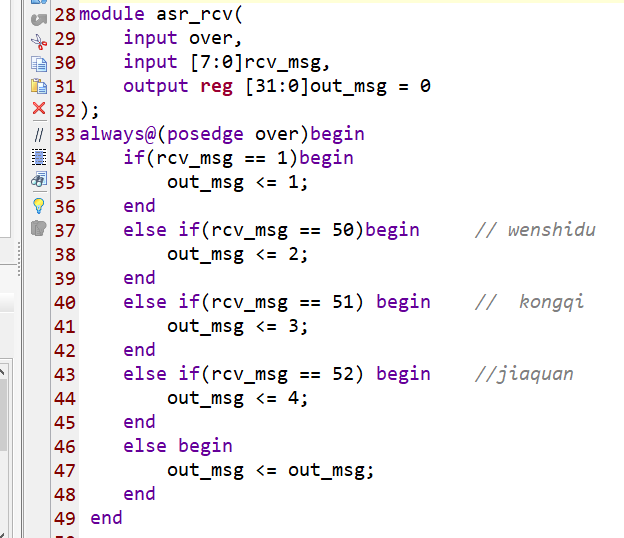 28 module asr_rcv(
29     input over,
30     input [7:0]rcv_msg,
31     output reg [31:0]out_msg = 0
32 );
33 always@(posedge over)begin
34     if(rcv_msg == 1)begin
35         out_msg <= 1;
36     end
37     else if(rcv_msg == 50)begin     // wenshidu
38         out_msg <= 2;
39     end
40     else if(rcv_msg == 51) begin    //  kongqi
41         out_msg <= 3;
42     end
43     else if(rcv_msg == 52) begin    //jiaquan
44         out_msg <= 4;
45     end
46     else begin
47         out_msg <= out_msg;
48     end
49  end